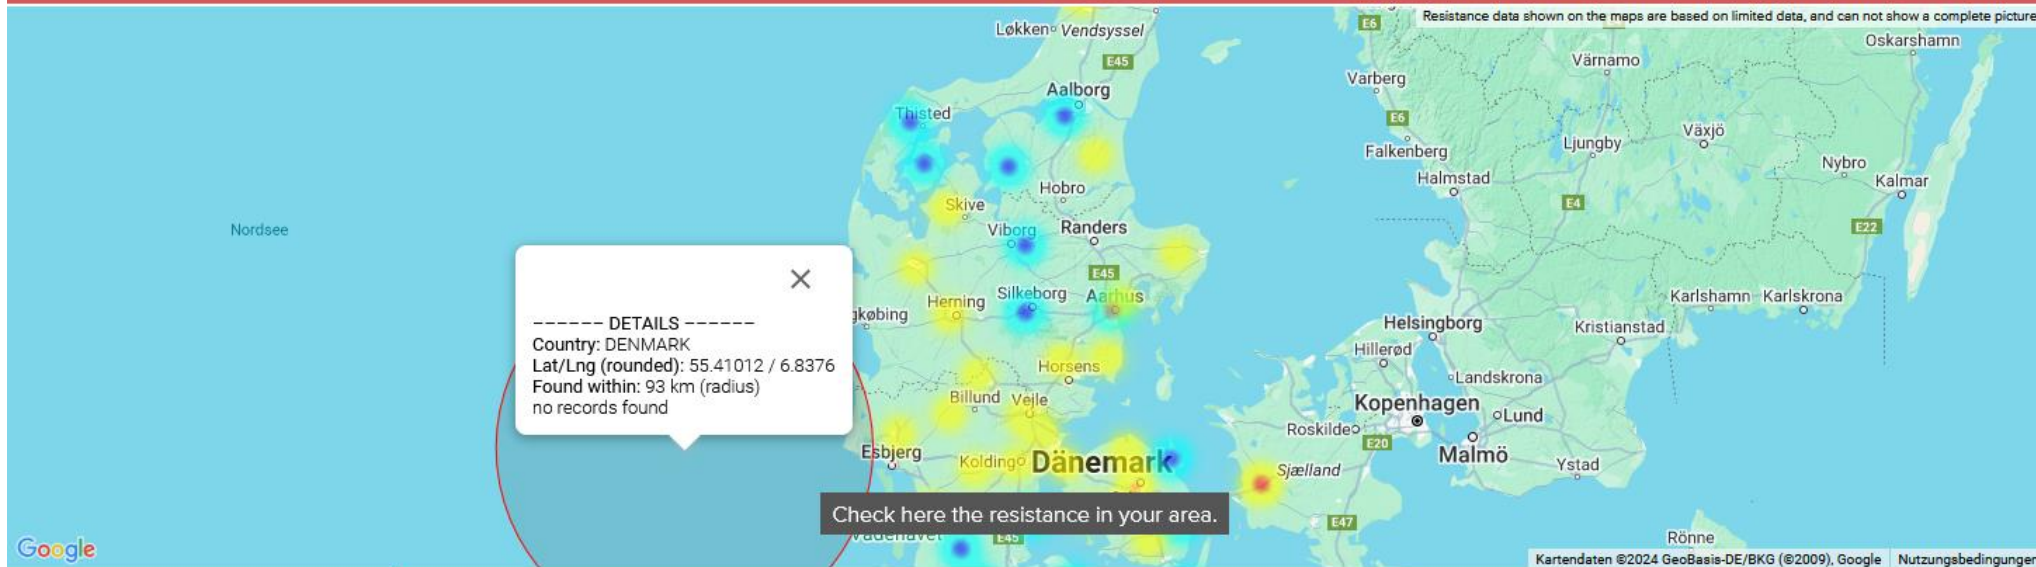 Resistance data shown on the maps are based on limited data, and can not show a complete picture
Løkken Vendsyssel
E6
Oskarshamn
E45
Värnamo
Varberg
Aalborg
Thisted
E6
Växjö
Ljungby
Falkenberg
Nybro
Halmstad
Kalmar
Hobro
Skive
E4
Nordsee
Viborg
Randers
E22
E45
Silkeborg
Aarhus
Herning
Karlshamn Karlskrona
gkøbing
Helsingborg
Kristianstad
------ DETAILS ------
Country: DENMARK
Lat/Lng (rounded): 55.41012 / 6.8376
Found within: 93 km (radius)
no records found
Hillerød
Horsens
Landskrona
Billund
Vejle
Kopenhagen
Lund
Roskilde
E20
Esbjerg
Kolding
Dänemark
Malmö
Sjælland
Ystad
Check here the resistance in your area.
E47
Vadehavet
E45
Rönne
Google
Kartendaten ©2024 GeoBasis-DE/BKG (©2009), Google
Nutzungsbedingungen